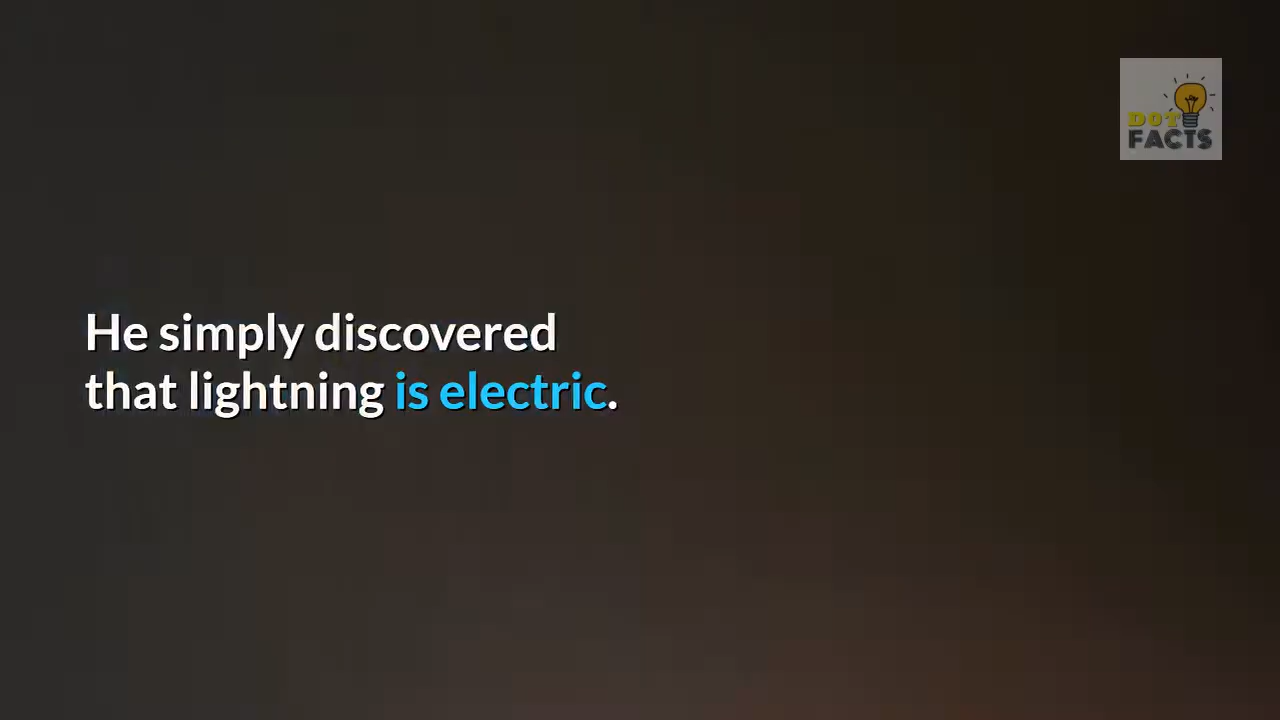 DOT
FACTS
He simply discovered
that lightning is electric.